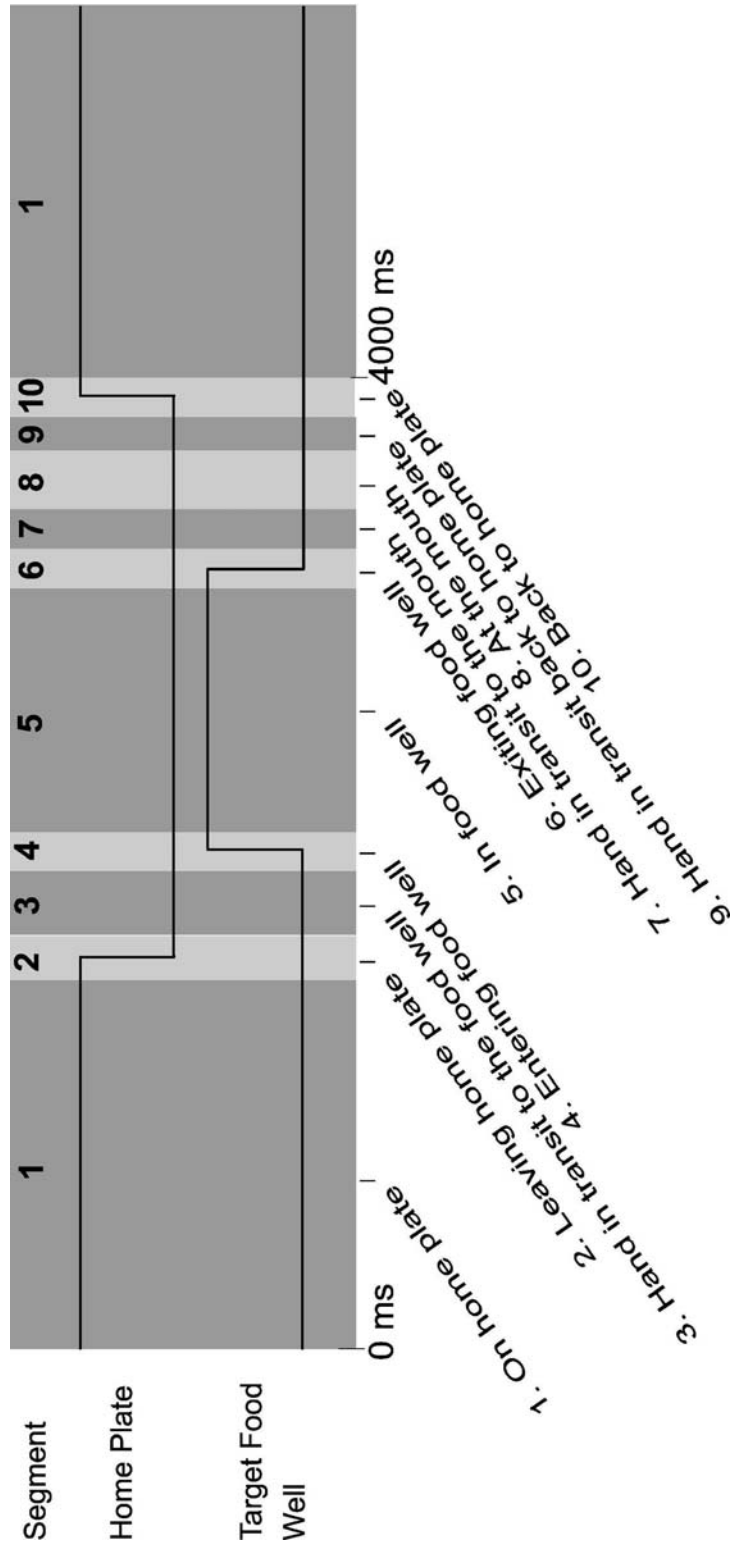 Segment
1 2 3 4 5 6 7 8 9 10 1
Home Plate
Target Food
Well
0 ms 4000 ms
1. On home plate
2. Leaving home plate
3. Hand in transit to the food well
4. Entering food well
5. In food well
6. Exiting food well
7. Hand in transit to the mouth
8. At the mouth
9. Hand in transit back to home plate
10. Back to home plate